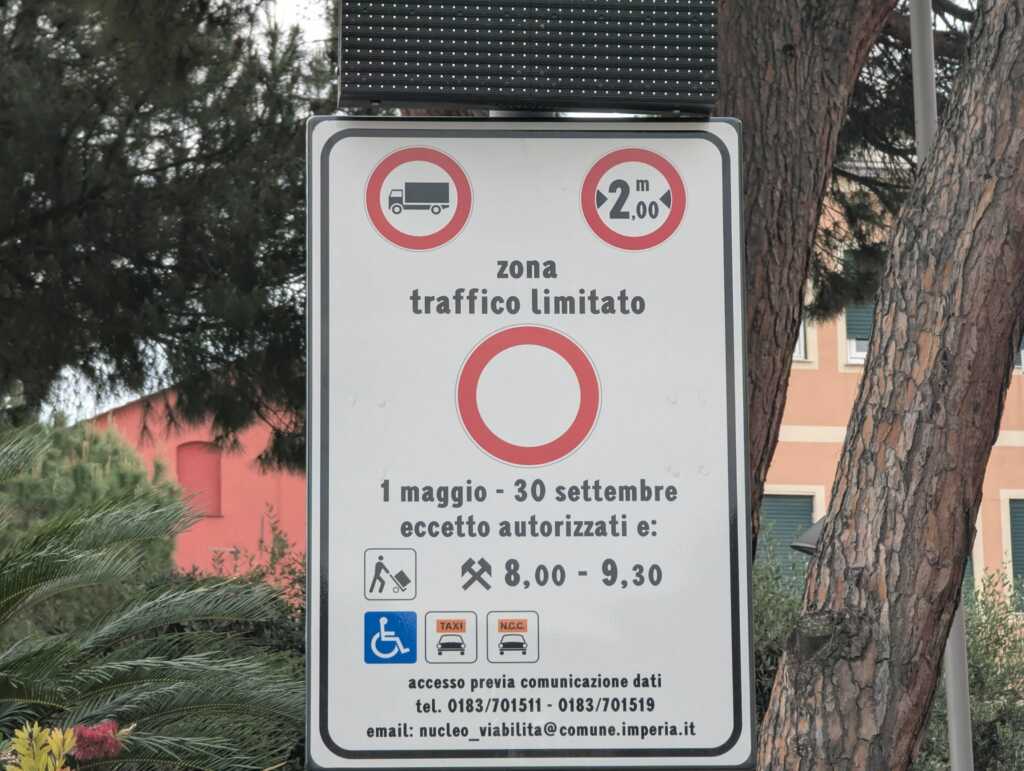 2,00 m
zona
traffico limitato
1 maggio - 30 settembre
eccetto autorizzati e:
8,00 - 9,30
TAXI
N.C.C.
accesso previa comunicazione dati
tel. 0183/701511 - 0183/701519
email: nucleo_viabilita@comune.imperia.it